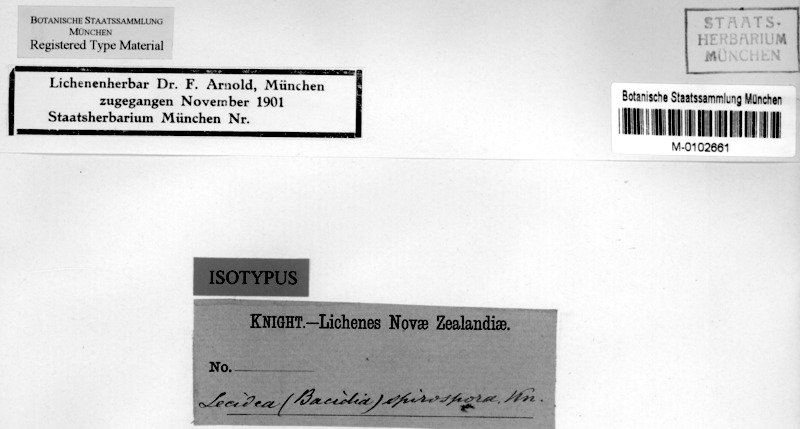 BOTANISCHE STAATSSAMMLUNG
MÜNCHEN
Registered Type Material
STAATS-
HERBARIUM
MÜNCHEN
Lichenenherbar Dr. F. Arnold, München
zugegangen November 1901
Staatsherbarium München Nr.
Botanische Staatssammlung München
M-0102661
ISOTYPUS
KNIGHT.—Lichenes Novæ Zealandiæ.
No.
Lecidea (Bacidia) spirospora. Kn.